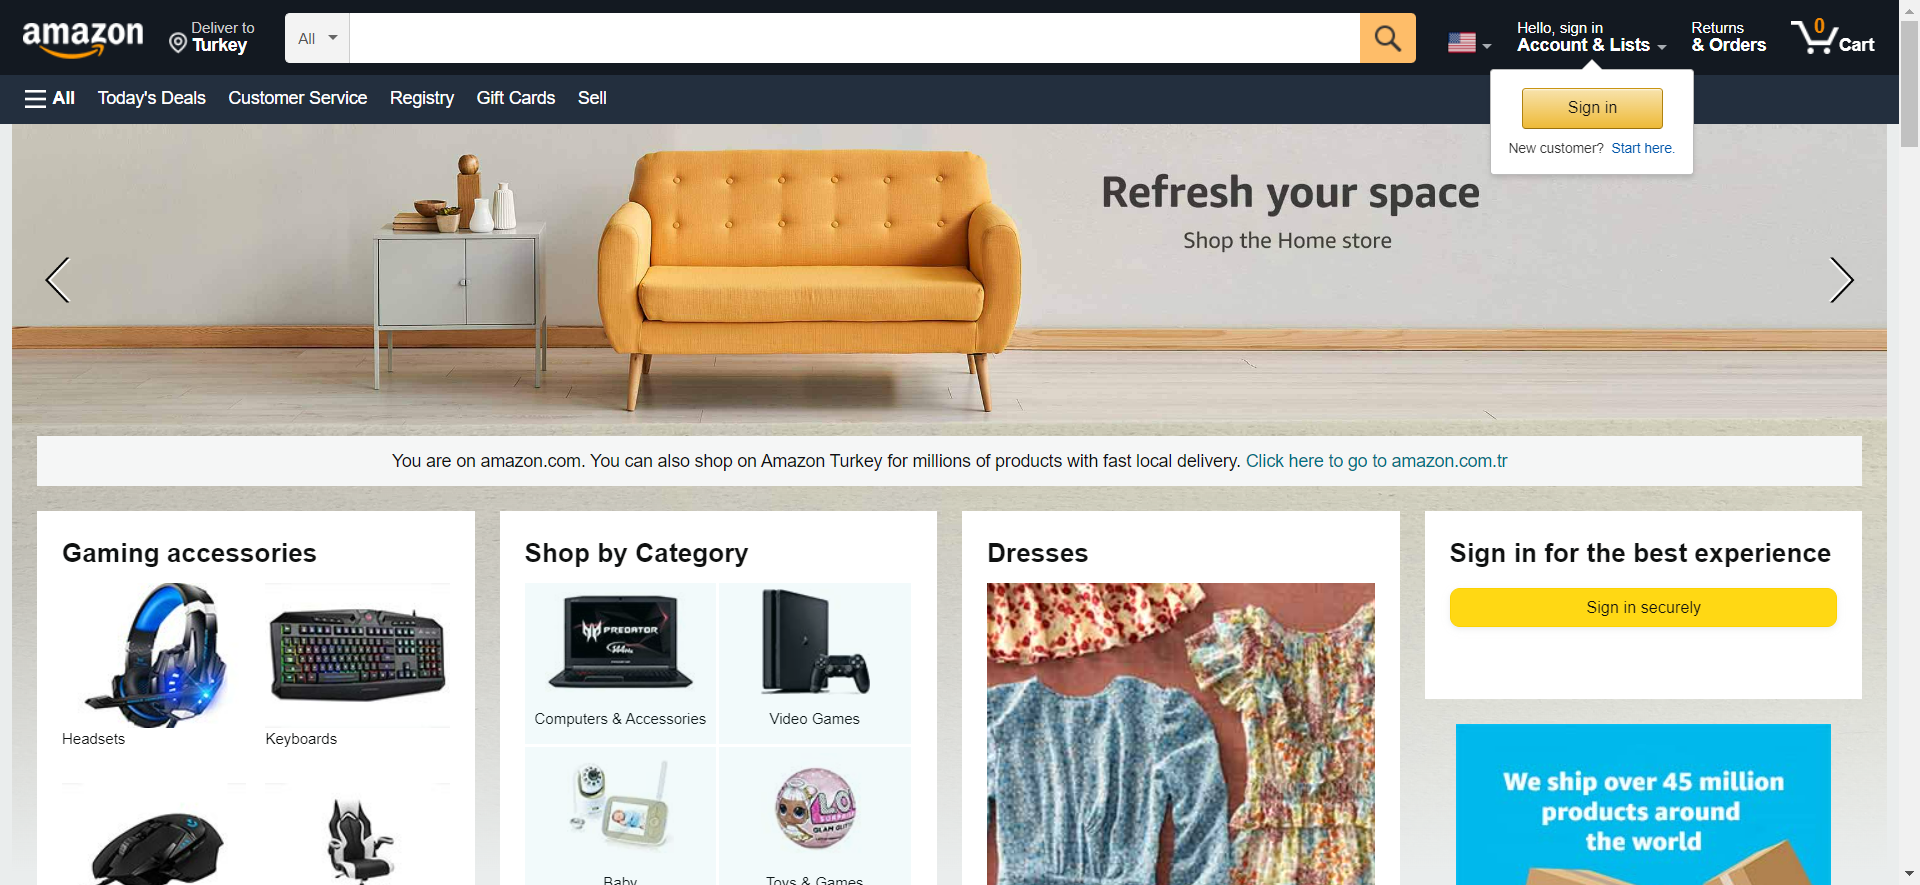 amazon
Deliver to
Turkey
All
Hello, sign in
Account & Lists
Returns
& Orders
0
Cart
All
Today's Deals
Customer Service
Registry
Gift Cards
Sell
Sign in
New customer? Start here.
Refresh your space
Shop the Home store
You are on amazon.com. You can also shop on Amazon Turkey for millions of products with fast local delivery. Click here to go to amazon.com.tr
Gaming accessories
Headsets
Keyboards
Shop by Category
PREDATOR
144Hz
Computers & Accessories
Video Games
L.O.L.
SURPRISE
Baby
Toys & Games
Dresses
Sign in for the best experience
Sign in securely
We ship over 45 million
products around
the world